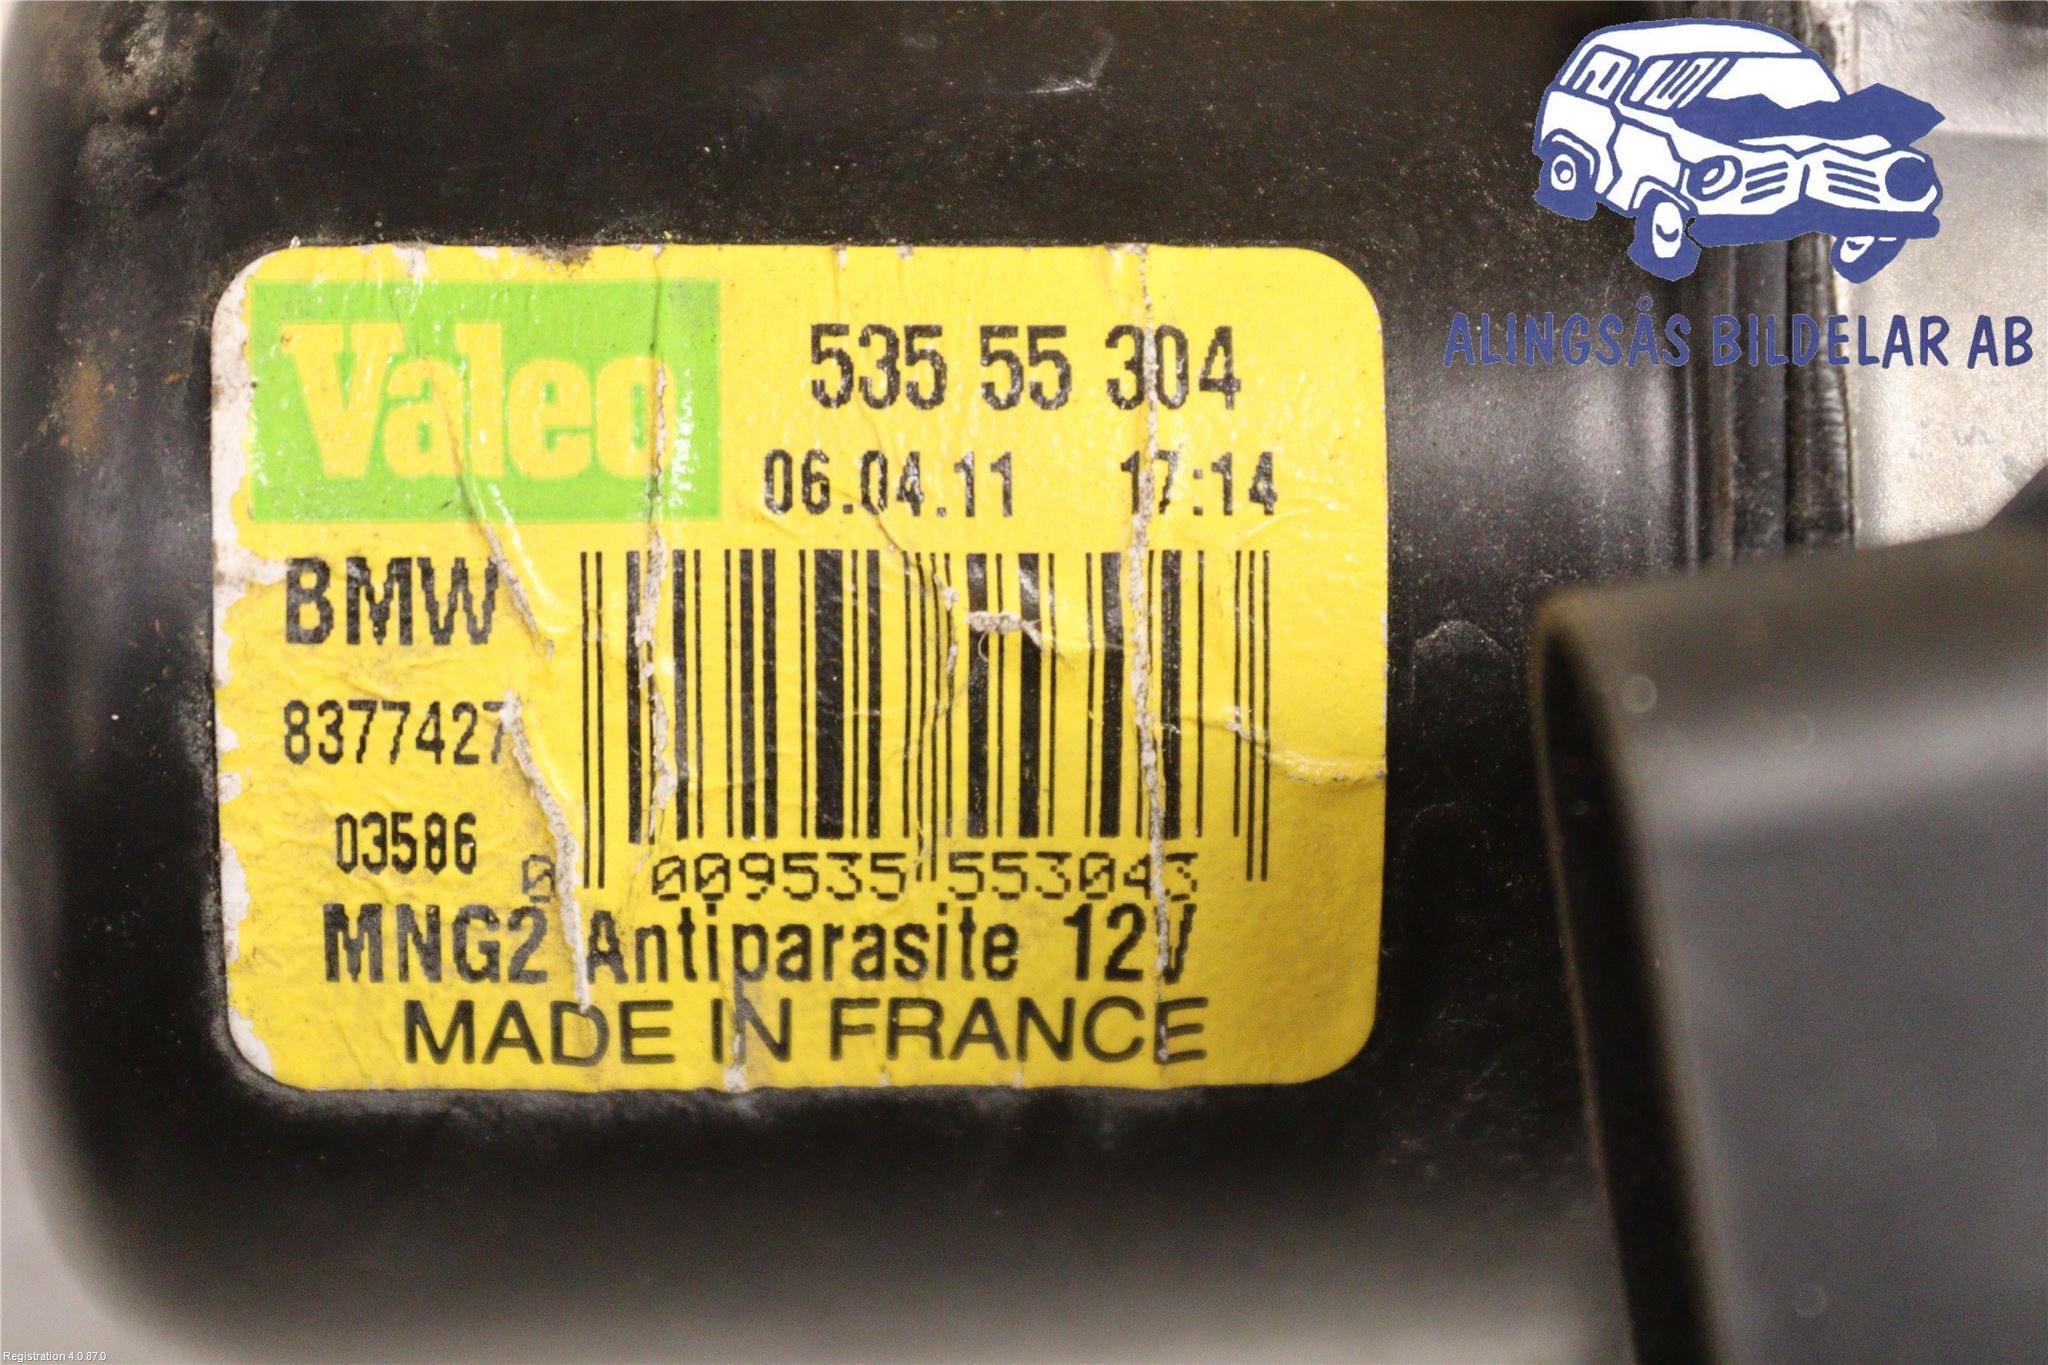 ALINGSÅS BILDELAR AB
Valeo
535 55 304
06.04.11 17:14
BMW
8377427
03586
0 009535 553043
MNG2 Antiparasite 12V
MADE IN FRANCE
Registration 4.0.87.0